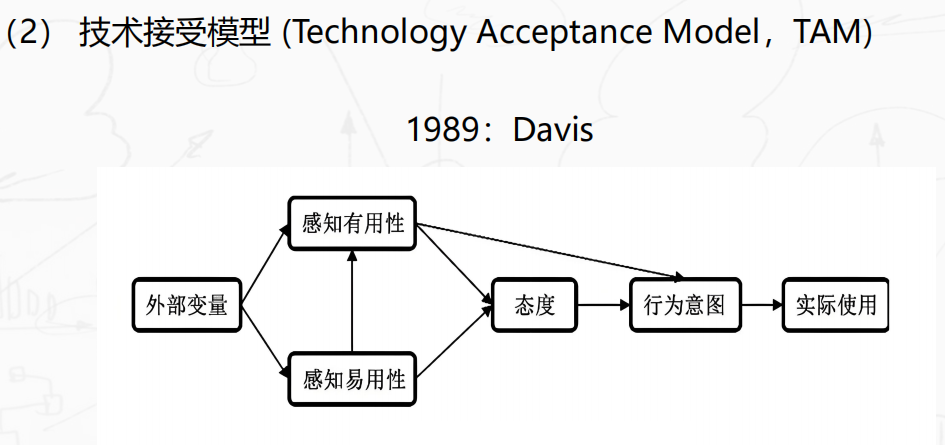 （2） 技术接受模型 (Technology Acceptance Model，TAM)
1989：Davis
感知有用性
外部变量
态度
行为意图
实际使用
感知易用性